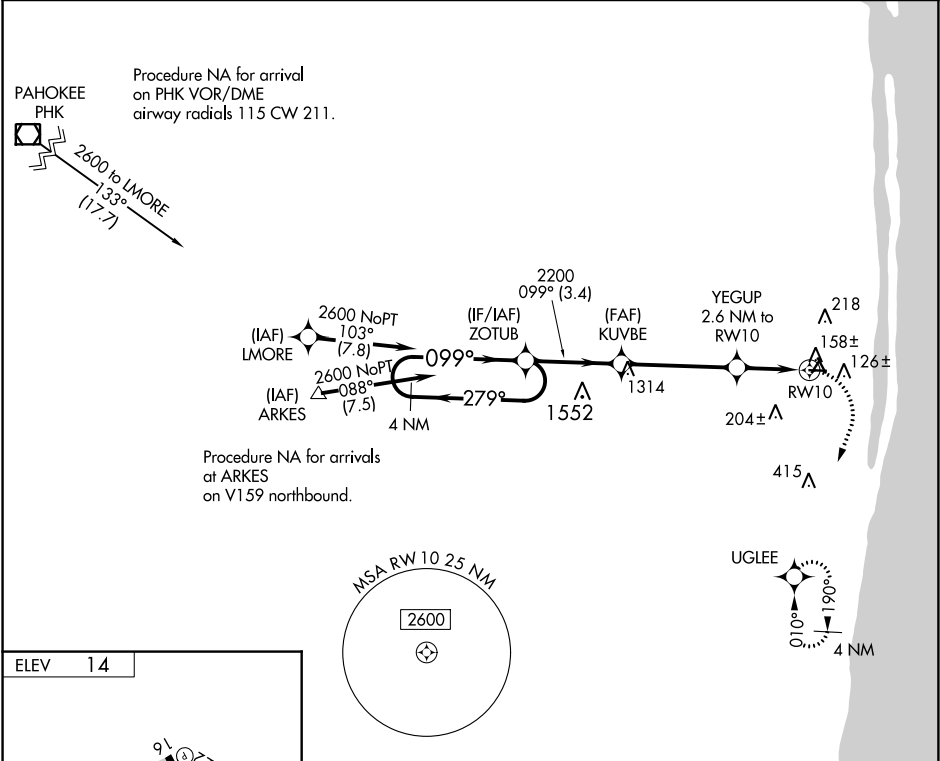 Procedure NA for arrival
on PHK VOR/DME
airway radials 115 CW 211.
PAHOKEE
PHK
2600 to LMORE
133°
(17.7)
2200
099° (3.4)
(IF/IAF)
ZOTUB
(FAF)
KUVBE
YEGUP
2.6 NM to
RW10
218
158±
126±
RW10
204±
415
1314
1552
(IAF)
LMORE
2600 NoPT
103°
(7.8)
099°
2600 NoPT
088°
(7.5)
(IAF)
ARKES
279°
4 NM
Procedure NA for arrivals
at ARKES
on V159 northbound.
MSA RW 10 25 NM
2600
UGLEE
010°
190°
4 NM
ELEV 14
16